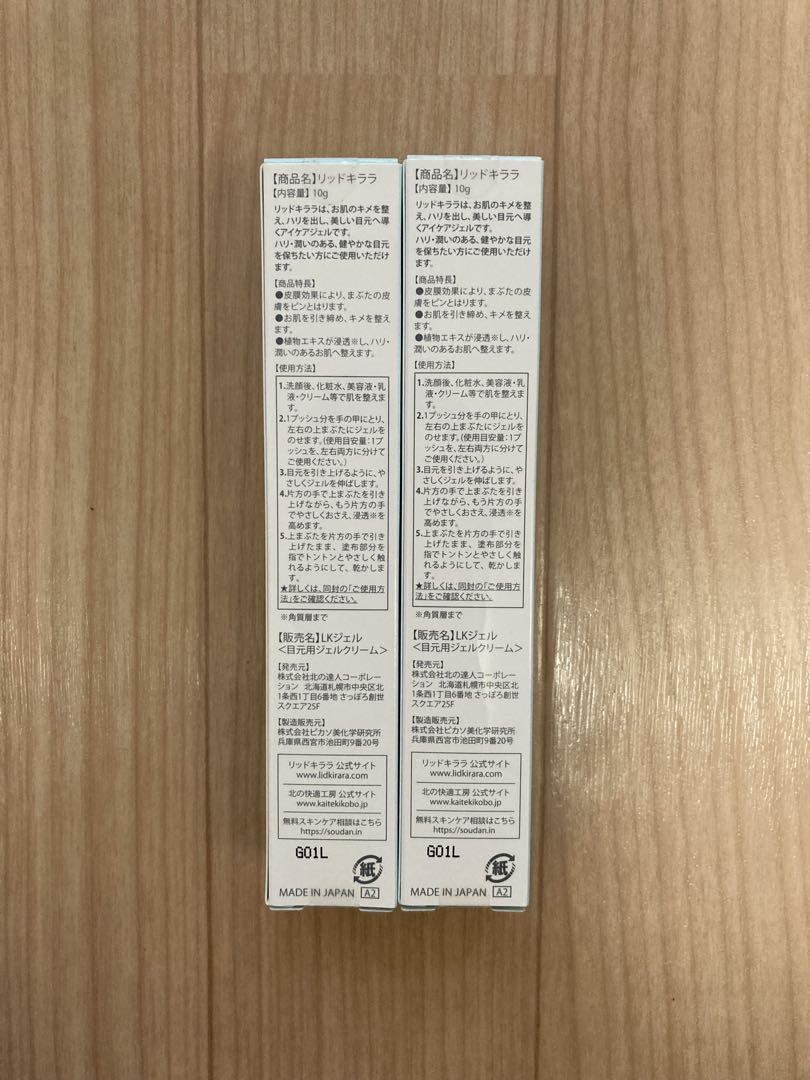 【商品名】リッドキララ
【内容量】10g
リッドキララは、お肌のキメを整
え、ハリを出し、美しい目元へ導
くアイケアジェルです。
ハリ・潤いのある、健やかな目元
を保ちたい方にご使用いただけ
ます。
【商品特長】
●皮膜効果により、まぶたの皮
膚をピンとはります。
●お肌を引き締め、キメを整え
ます。
●植物エキスが浸透※し、ハリ・
潤いのあるお肌へ整えます。
【使用方法】
1.洗顔後、化粧水、美容液・乳
液・クリーム等で肌を整えま
す。
2.1プッシュ分を手の甲にとり、
左右の上まぶたにジェルを
のせます。(使用目安量:1プ
ッシュを、左右両方に分けて
ご使用ください。)
3.目元を引き上げるように、や
さしくジェルを伸ばします。
4.片方の手で上まぶたを引き
上げながら、もう片方の手
でやさしくおさえ、浸透※を
高めます。
5.上まぶたを片方の手で引き
上げたまま、塗布部分を
指でトントンとやさしく触
れるようにして、乾かしま
す。
★詳しくは、同封の「ご使用方
法」をご確認ください。
※角質層まで
【販売名】LKジェル
<目元用ジェルクリーム>
【発売元】
株式会社北の達人コーポレー
ション 北海道札幌市中央区北
1条西1丁目6番地 さっぽろ創世
スクエア25F
【製造販売元】
株式会社ピカソ美化学研究所
兵庫県西宮市池田町9番20号
リッドキララ 公式サイト
www.lidkirara.com
北の快適工房 公式サイト
www.kaitekikobo.jp
無料スキンケア相談はこちら
https://soudan.in
G01L
紙
MADE IN JAPAN A2
【商品名】リッドキララ
【内容量】10g
リッドキララは、お肌のキメを整
え、ハリを出し、美しい目元へ導
くアイケアジェルです。
ハリ・潤いのある、健やかな目元
を保ちたい方にご使用いただけ
ます。
【商品特長】
●皮膜効果により、まぶたの皮
膚をピンとはります。
●お肌を引き締め、キメを整え
ます。
●植物エキスが浸透※し、ハリ・
潤いのあるお肌へ整えます。
【使用方法】
1.洗顔後、化粧水、美容液・乳
液・クリーム等で肌を整えま
す。
2.1プッシュ分を手の甲にとり、
左右の上まぶたにジェルを
のせます。(使用目安量:1プ
ッシュを、左右両方に分けて
ご使用ください。)
3.目元を引き上げるように、や
さしくジェルを伸ばします。
4.片方の手で上まぶたを引き
上げながら、もう片方の手
でやさしくおさえ、浸透※を
高めます。
5.上まぶたを片方の手で引き
上げたまま、塗布部分を
指でトントンとやさしく触
れるようにして、乾かしま
す。
★詳しくは、同封の「ご使用方
法」をご確認ください。
※角質層まで
【販売名】LKジェル
<目元用ジェルクリーム>
【発売元】
株式会社北の達人コーポレー
ション 北海道札幌市中央区北
1条西1丁目6番地 さっぽろ創世
スクエア25F
【製造販売元】
株式会社ピカソ美化学研究所
兵庫県西宮市池田町9番20号
リッドキララ 公式サイト
www.lidkirara.com
北の快適工房 公式サイト
www.kaitekikobo.jp
無料スキンケア相談はこちら
https://soudan.in
G01L
紙
MADE IN JAPAN A2